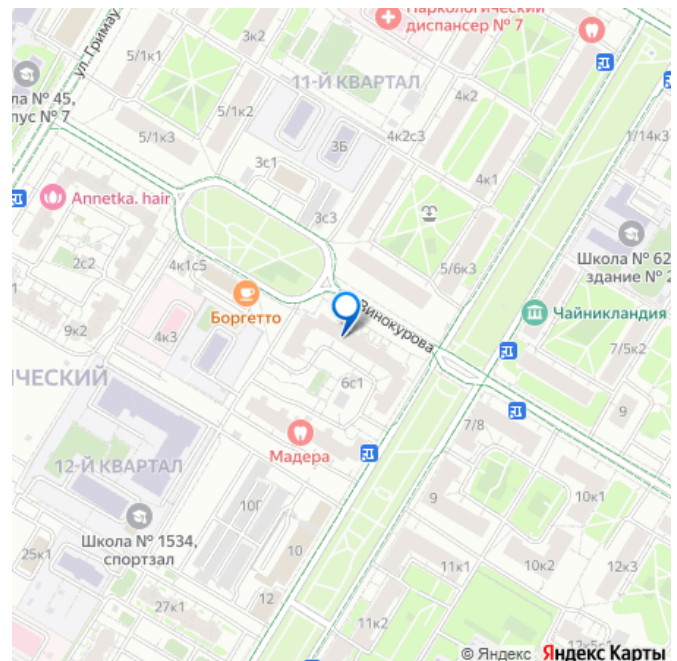 Наркологический
диспансер № 7
3к2
ул. Гримау
5/1к1
11-Й КВАРТАЛ
4к2
ла № 45,
пус № 7
5/1к2
5/1к3
3Б
4к2с3
1/14к3
3с1
4к1
Annetka. hair
3с3
2с2
4к1с5
5/6к3
Школа № 62
здание № 2
Боргетто
Винокурова
Чайникландия
9к2
4к3
7/5к2
ИЧЕСКИЙ
6с1
9
7/8
Мадера
12-Й КВАРТАЛ
9
10к1
10Г
Школа № 1534,
спортзал
25к1
10
11к1
10к2
12к3
12
27к1
11к2
12к5с1
© Яндекс Яндекс Карты